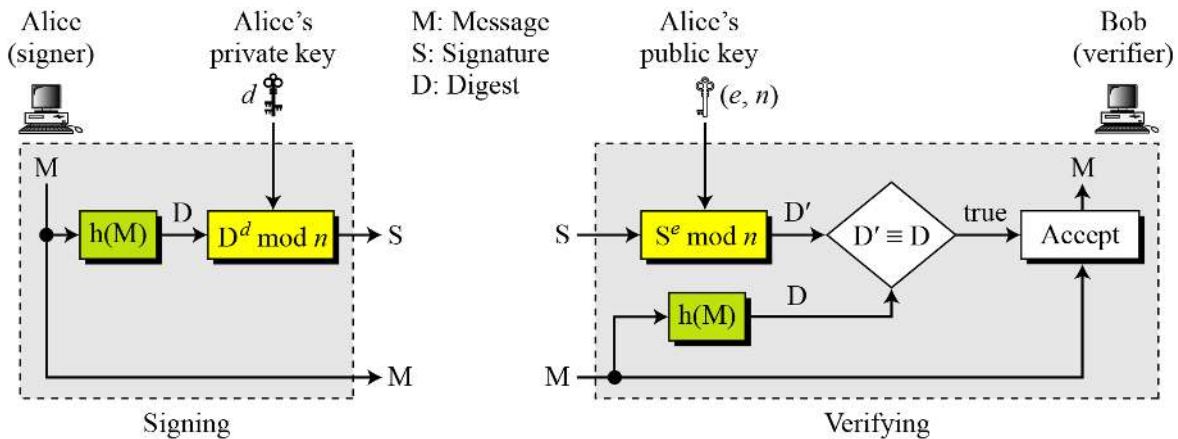 Alice
(signer)
Alice's
private key
d
M: Message
S: Signature
D: Digest
Alice's
public key
(e, n)
Bob
(verifier)
M
h(M)
D
D^d mod n
S
M
Signing
S
S^e mod n
D′
D′ ≡ D
true
M
Accept
h(M)
D
M
Verifying